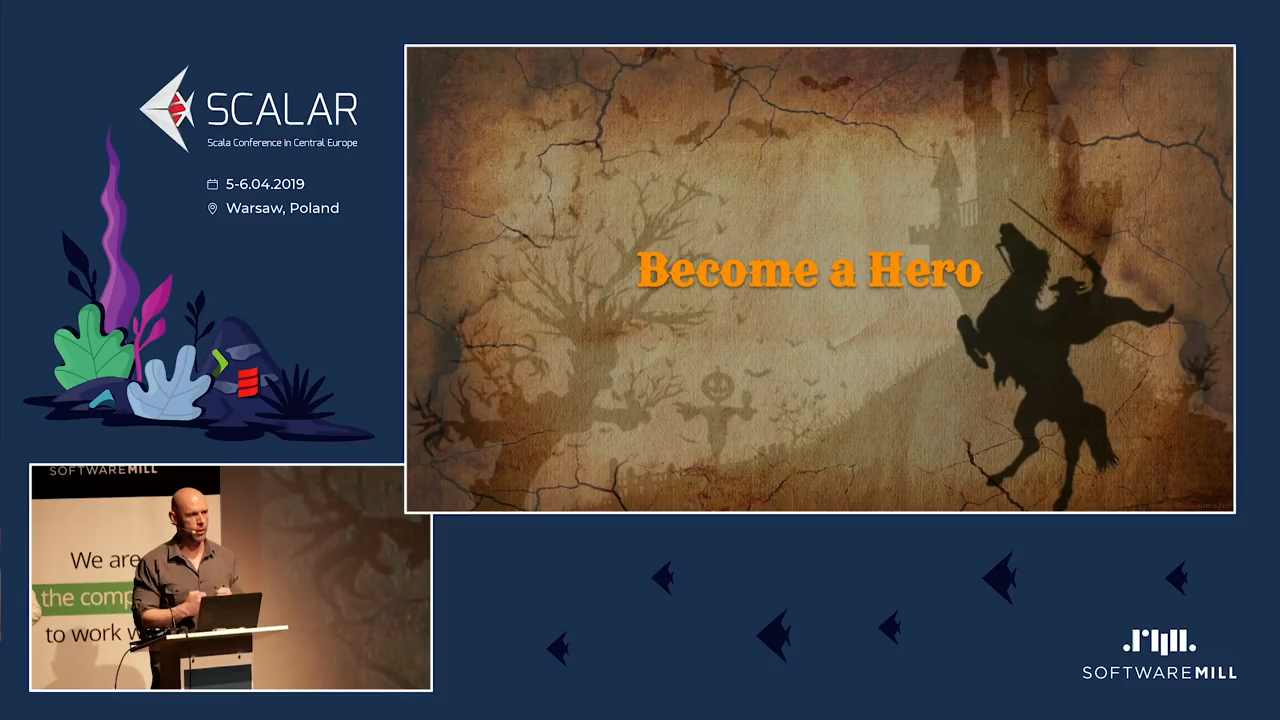 SCALAR
Scala Conference In Central Europe
5-6.04.2019
Warsaw, Poland
Become a Hero
SOFTWAREMILL
We are
the comp
to work w
SOFTWAREMILL